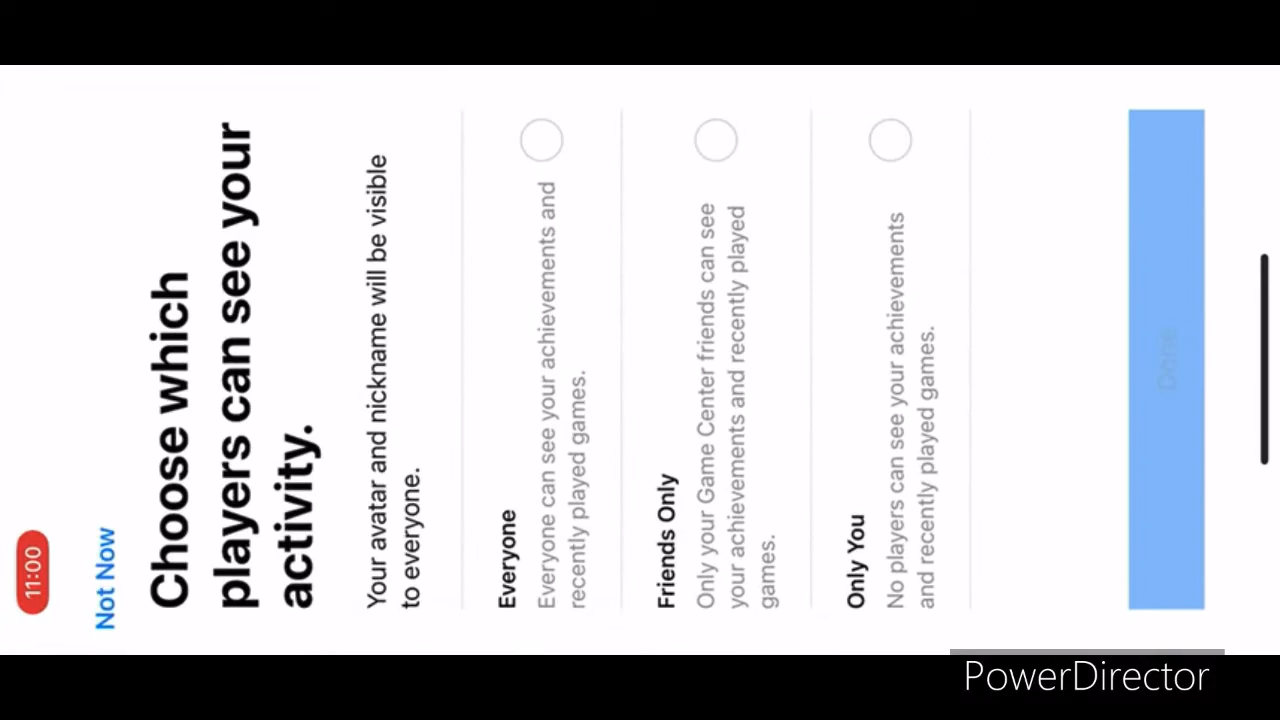 11:00
Not Now
Choose which
players can see your
activity.
Your avatar and nickname will be visible
to everyone.
Everyone
Everyone can see your achievements and
recently played games.
Friends Only
Only your Game Center friends can see
your achievements and recently played
games.
Only You
No players can see your achievements
and recently played games.
Done
PowerDirector